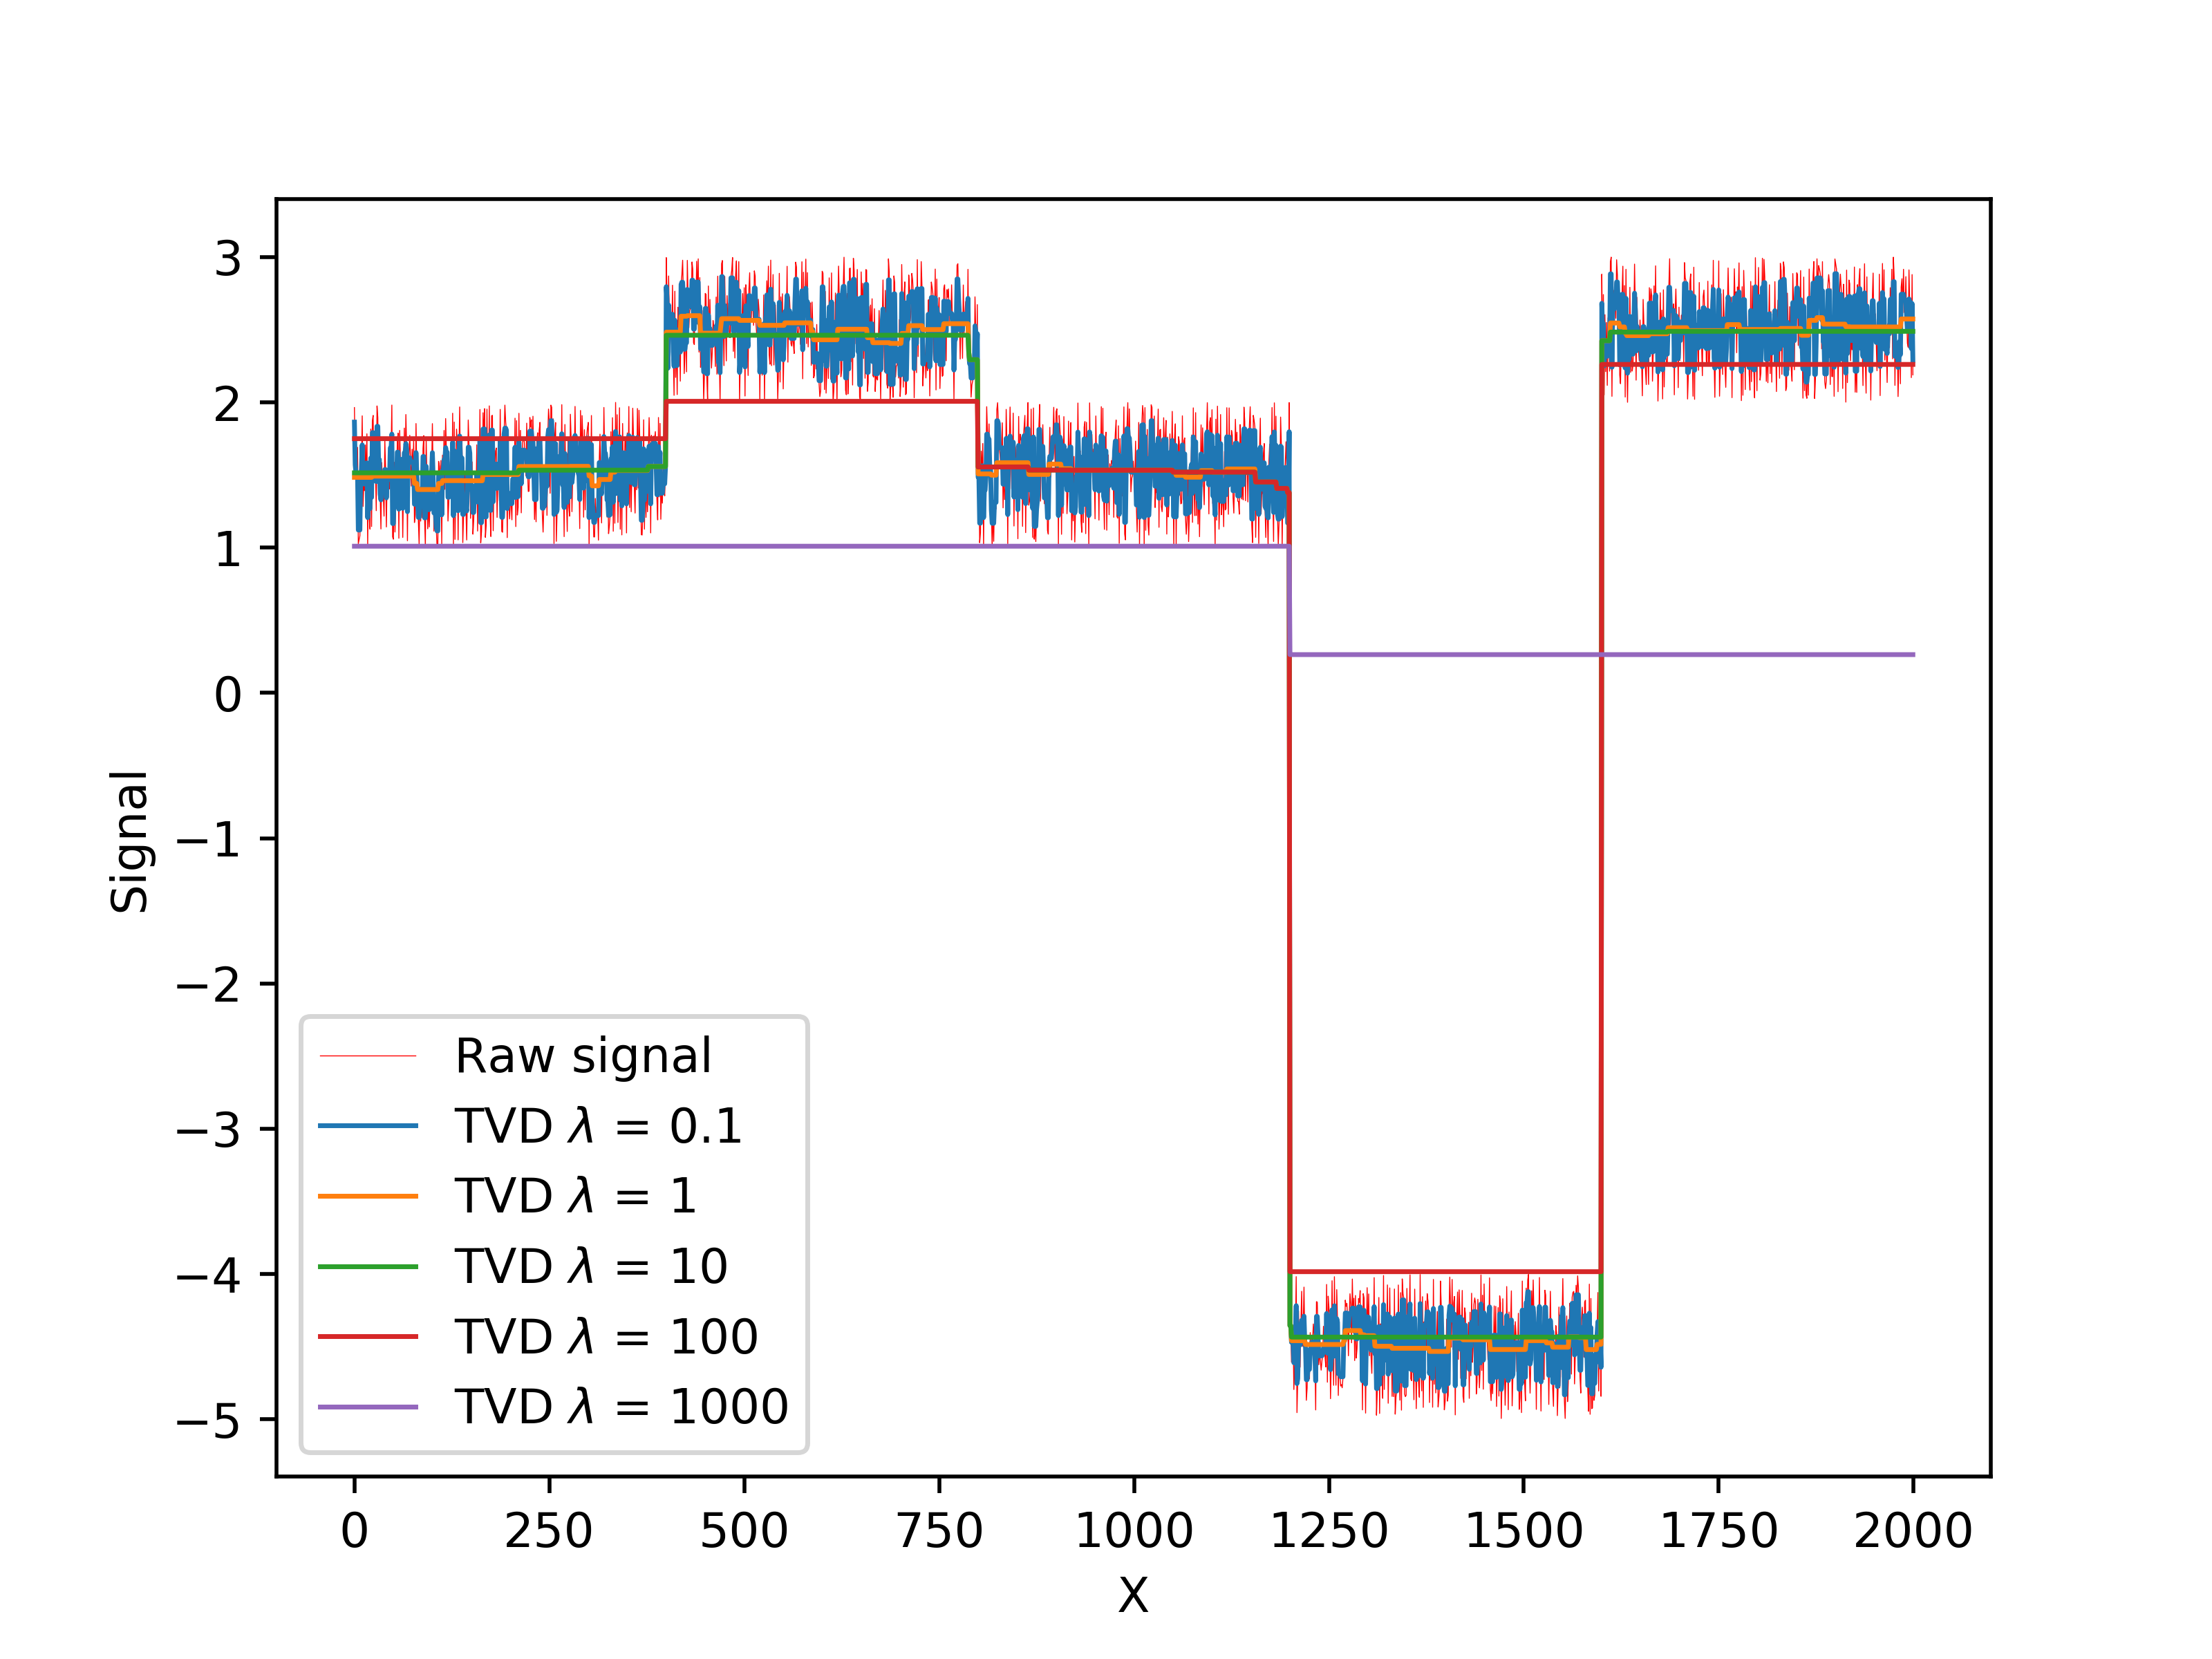 3
2
1
0
−1
−2
−3
−4
−5
Signal
Raw signal
TVD λ = 0.1
TVD λ = 1
TVD λ = 10
TVD λ = 100
TVD λ = 1000
0 250 500 750 1000 1250 1500 1750 2000
X